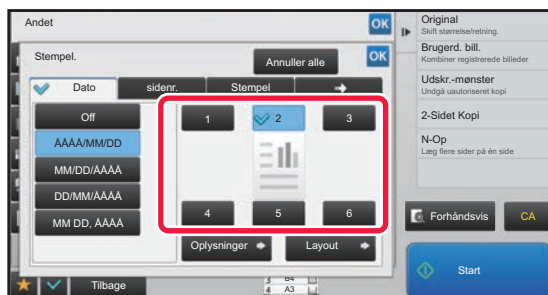 Andet
OK
Stempel.
Annuller alle
OK
Dato
sidenr.
Stempel
Off
ÅÅÅÅ/MM/DD
MM/DD/ÅÅÅÅ
DD/MM/ÅÅÅÅ
MM DD, ÅÅÅÅ
1
2
3
4
5
6
Oplysninger
Layout
Tilbage
B4
A3
Original
Skift størrelse/retning.
Brugerd. bill.
Kombiner registrerede billeder
Udskr.-mønster
Undgå uautoriseret kopi
2-Sidet Kopi
N-Op
Læg flere sider på én side
Forhåndsvis
CA
Start